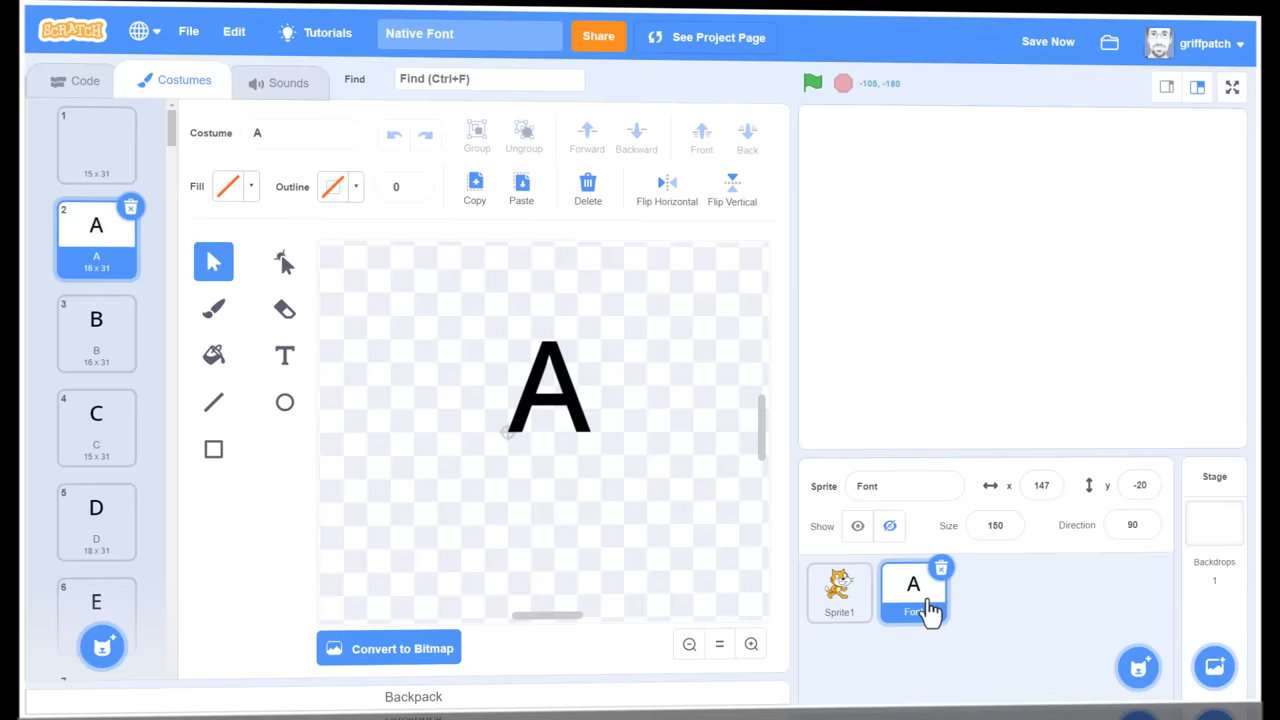 SCRATCH
File
Edit
Tutorials
Native Font
Share
See Project Page
Save Now
griffpatch
Code
Costumes
Sounds
Find
Find (Ctrl+F)
-105, -180
1
15 x 31
2
A
A
16 x 31
3
B
B
16 x 31
4
C
C
15 x 31
5
D
D
18 x 31
6
E
Costume
A
Group
Ungroup
Forward
Backward
Front
Back
Fill
Outline
0
Copy
Paste
Delete
Flip Horizontal
Flip Vertical
T
A
Convert to Bitmap
Backpack
Sprite
Font
x
147
y
-20
Show
Size
150
Direction
90
Sprite1
A
Stage
Backdrops
1